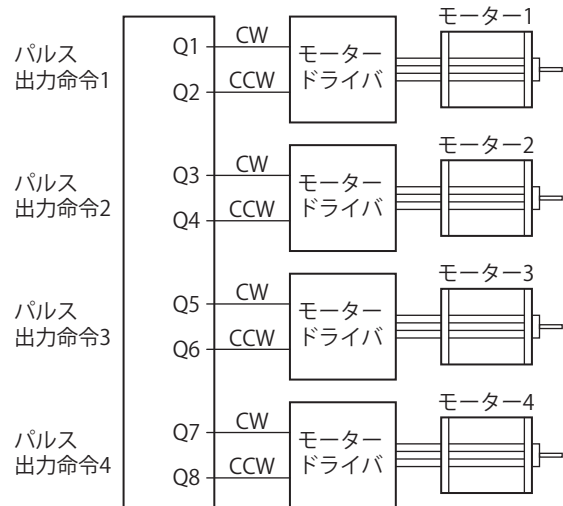 モーター1
パルス
出力命令1
Q1
CW
Q2
CCW
モーター
ドライバ
モーター2
パルス
出力命令2
Q3
CW
Q4
CCW
モーター
ドライバ
モーター3
パルス
出力命令3
Q5
CW
Q6
CCW
モーター
ドライバ
モーター4
パルス
出力命令4
Q7
CW
Q8
CCW
モーター
ドライバ